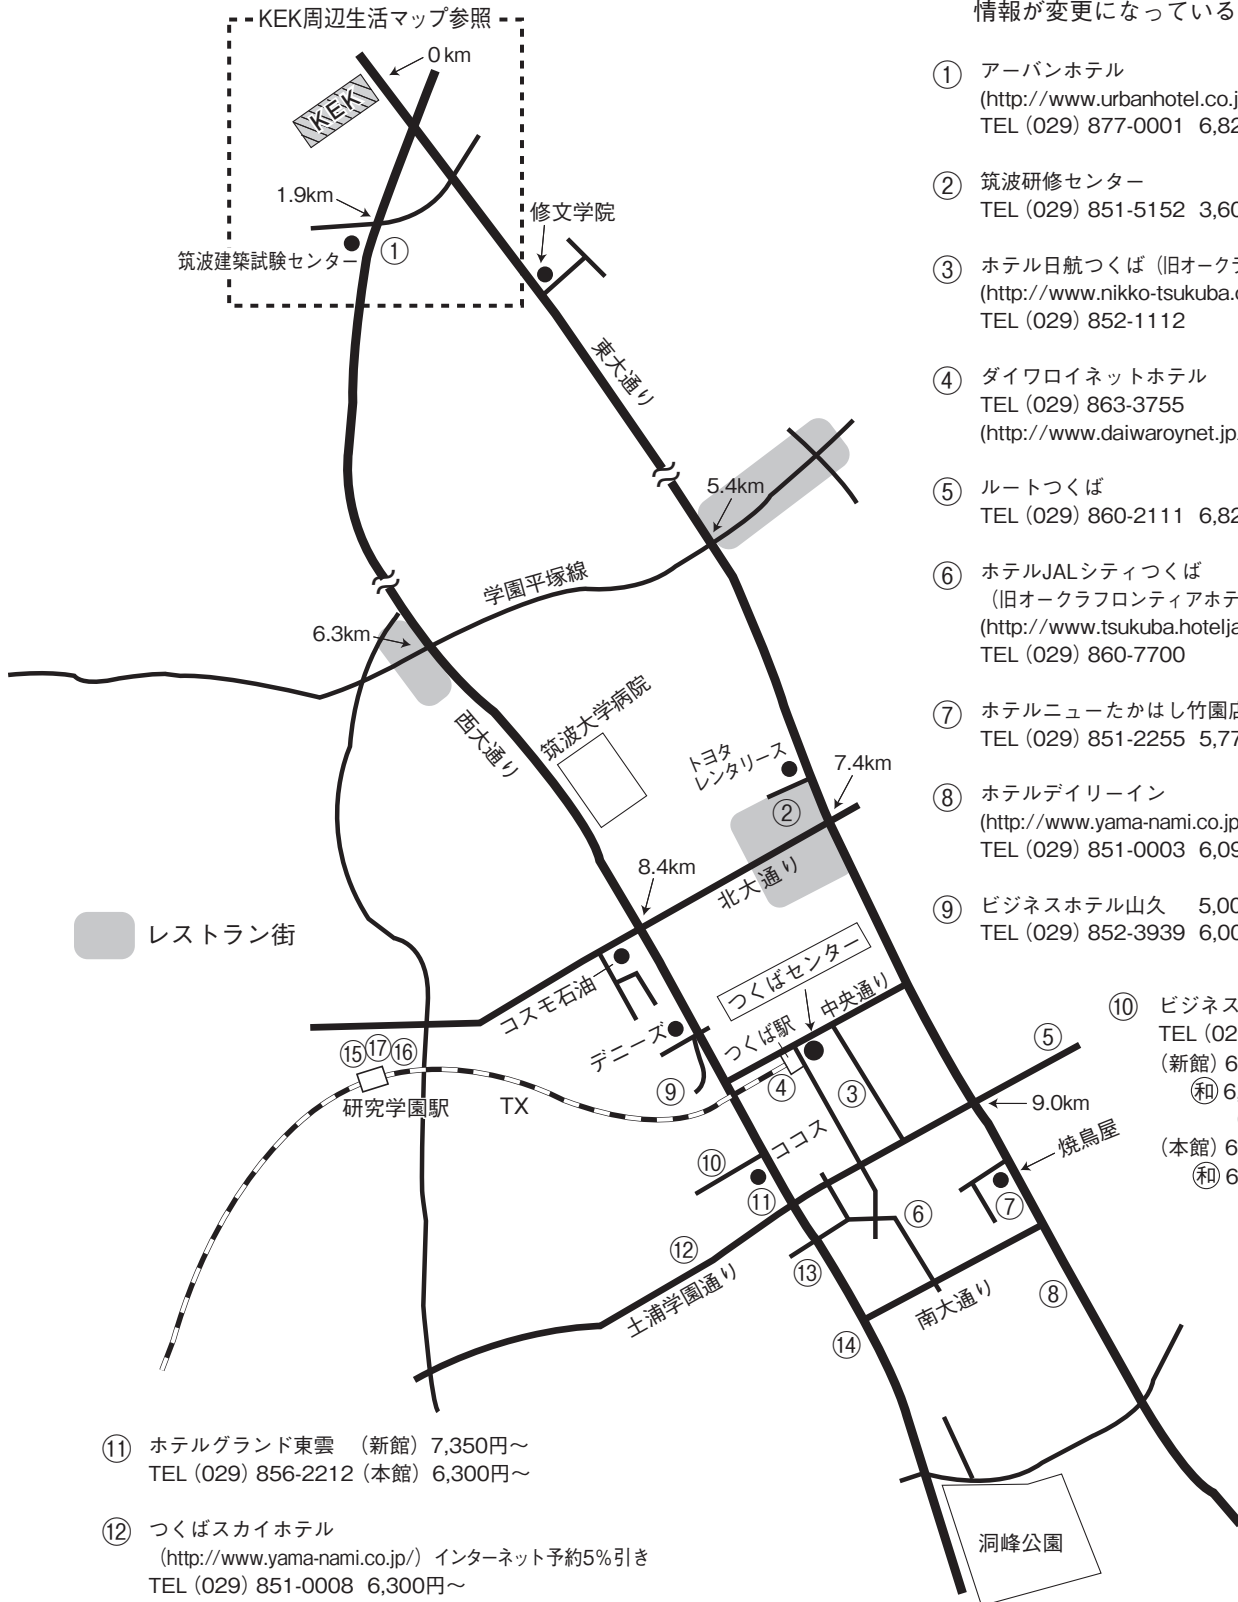 情報が変更になっている
KEK周辺生活マップ参照
0km
KEK
1.9km
筑波建築試験センター
①
修文学院
東大通り
5.4km
学園平塚線
6.3km
西大通り
筑波大学病院
トヨタ
レンタリース
7.4km
②
8.4km
北大通り
レストラン街
コスモ石油
つくばセンター
中央通り
つくば駅
デニーズ
⑤
⑮⑰⑯
研究学園駅
TX
⑨
④
③
9.0km
ココス
焼鳥屋
⑩
⑪
⑥
⑦
⑫
⑬
土浦学園通り
南大通り
⑧
⑭
洞峰公園
① アーバンホテル
(http://www.urbanhotel.co.j
TEL (029) 877-0001 6,82
② 筑波研修センター
TEL (029) 851-5152 3,60
③ ホテル日航つくば（旧オークラ
(http://www.nikko-tsukuba.
TEL (029) 852-1112
④ ダイワロイネットホテル
TEL (029) 863-3755
(http://www.daiwaroynet.jp
⑤ ルートつくば
TEL (029) 860-2111 6,82
⑥ ホテルJALシティつくば
（旧オークラフロンティアホテ
(http://www.tsukuba.hotelja
TEL (029) 860-7700
⑦ ホテルニューたかはし竹園店
TEL (029) 851-2255 5,77
⑧ ホテルデイリーイン
(http://www.yama-nami.co.jp
TEL (029) 851-0003 6,09
⑨ ビジネスホテル山久 5,00
TEL (029) 852-3939 6,00
⑩ ビジネス
TEL (02
（新館）6
㊙和 6,
（本館）6
和 6
⑪ ホテルグランド東雲 （新館）7,350円～
TEL (029) 856-2212（本館）6,300円～
⑫ つくばスカイホテル
（http://www.yama-nami.co.jp/）インターネット予約5%引き
TEL (029) 851-0008 6,300円～